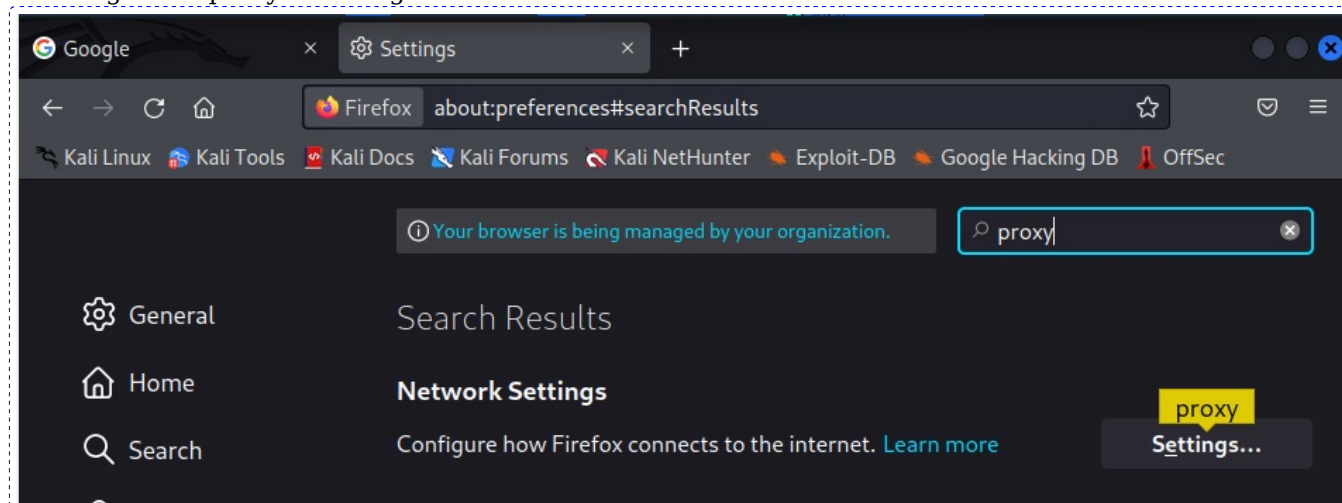 Google
Settings
Firefox about:preferences#searchResults
Kali Linux Kali Tools Kali Docs Kali Forums Kali NetHunter Exploit-DB Google Hacking DB OffSec
Your browser is being managed by your organization.
proxy
General
Search Results
Home
Network Settings
proxy
Search
Configure how Firefox connects to the internet. Learn more
Settings...